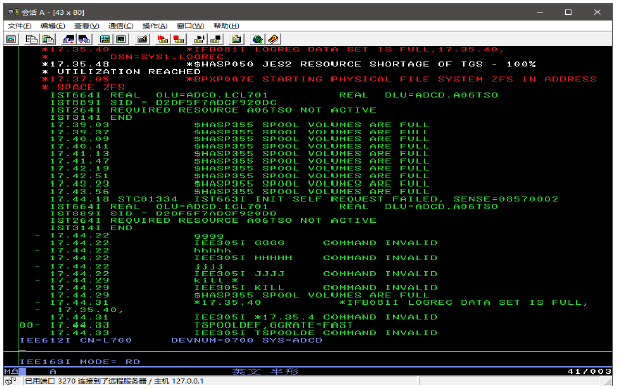 会话 A - [43 x 80]
文件(F) 编辑(E) 查看(V) 通信(C) 操作(A) 窗口(W) 帮助(H)
*17.35.40 *IFB051I LOGREC DATA SET IS FULL,17.35.40,
* DSN=SYS1.LOGREC
*17.35.48 *$HASP050 JES2 RESOURCE SHORTAGE OF TGS - 100%
* UTILIZATION REACHED
*17.37.05 *BPXP007E STARTING PHYSICAL FILE SYSTEM ZFS IN ADDRESS
* SPACE ZFS
IST664I REAL OLU=ADCD.LCL701 REAL DLU=ADCD.A06TSO
IST889I SID = D2DF5F7ADCF920DC
IST264I REQUIRED RESOURCE A06TSO NOT ACTIVE
IST314I END
17.39.03 $HASP355 SPOOL VOLUMES ARE FULL
17.39.37 $HASP355 SPOOL VOLUMES ARE FULL
17.40.09 $HASP355 SPOOL VOLUMES ARE FULL
17.40.41 $HASP355 SPOOL VOLUMES ARE FULL
17.41.13 $HASP355 SPOOL VOLUMES ARE FULL
17.41.47 $HASP355 SPOOL VOLUMES ARE FULL
17.42.19 $HASP355 SPOOL VOLUMES ARE FULL
17.42.51 $HASP355 SPOOL VOLUMES ARE FULL
17.43.23 $HASP355 SPOOL VOLUMES ARE FULL
17.43.56 $HASP355 SPOOL VOLUMES ARE FULL
17.44.18 STC01334 IST663I INIT SELF REQUEST FAILED, SENSE=08570002
IST664I REAL OLU=ADCD.LCL701 REAL DLU=ADCD.A06TSO
IST889I SID = D2DF5F7ADCF920DD
IST264I REQUIRED RESOURCE A06TSO NOT ACTIVE
IST314I END
- 17.44.22 gggg
17.44.22 IEE305I GGGG COMMAND INVALID
- 17.44.22 hhhhh
17.44.22 IEE305I HHHHH COMMAND INVALID
- 17.44.22 jjjj
17.44.22 IEE305I JJJJ COMMAND INVALID
- 17.44.29 kill *
17.44.29 IEE305I KILL COMMAND INVALID
17.44.29 $HASP355 SPOOL VOLUMES ARE FULL
- 17.44.31 *17.35.40 *IFB051I LOGREC DATA SET IS FULL,
- 17.35.40,
17.44.31 IEE305I *17.35.4 COMMAND INVALID
00- 17.44.33 TSPOOLDEF,GCRATE=FAST
17.44.33 IEE305I TSPOOLDE COMMAND INVALID
IEE612I CN=L700 DEVNUM=0700 SYS=ADCD
IEE163I MODE= RD
MA A 英文 半形 41/003
已用端口 3270 连接到了远程服务器/主机 127.0.0.1